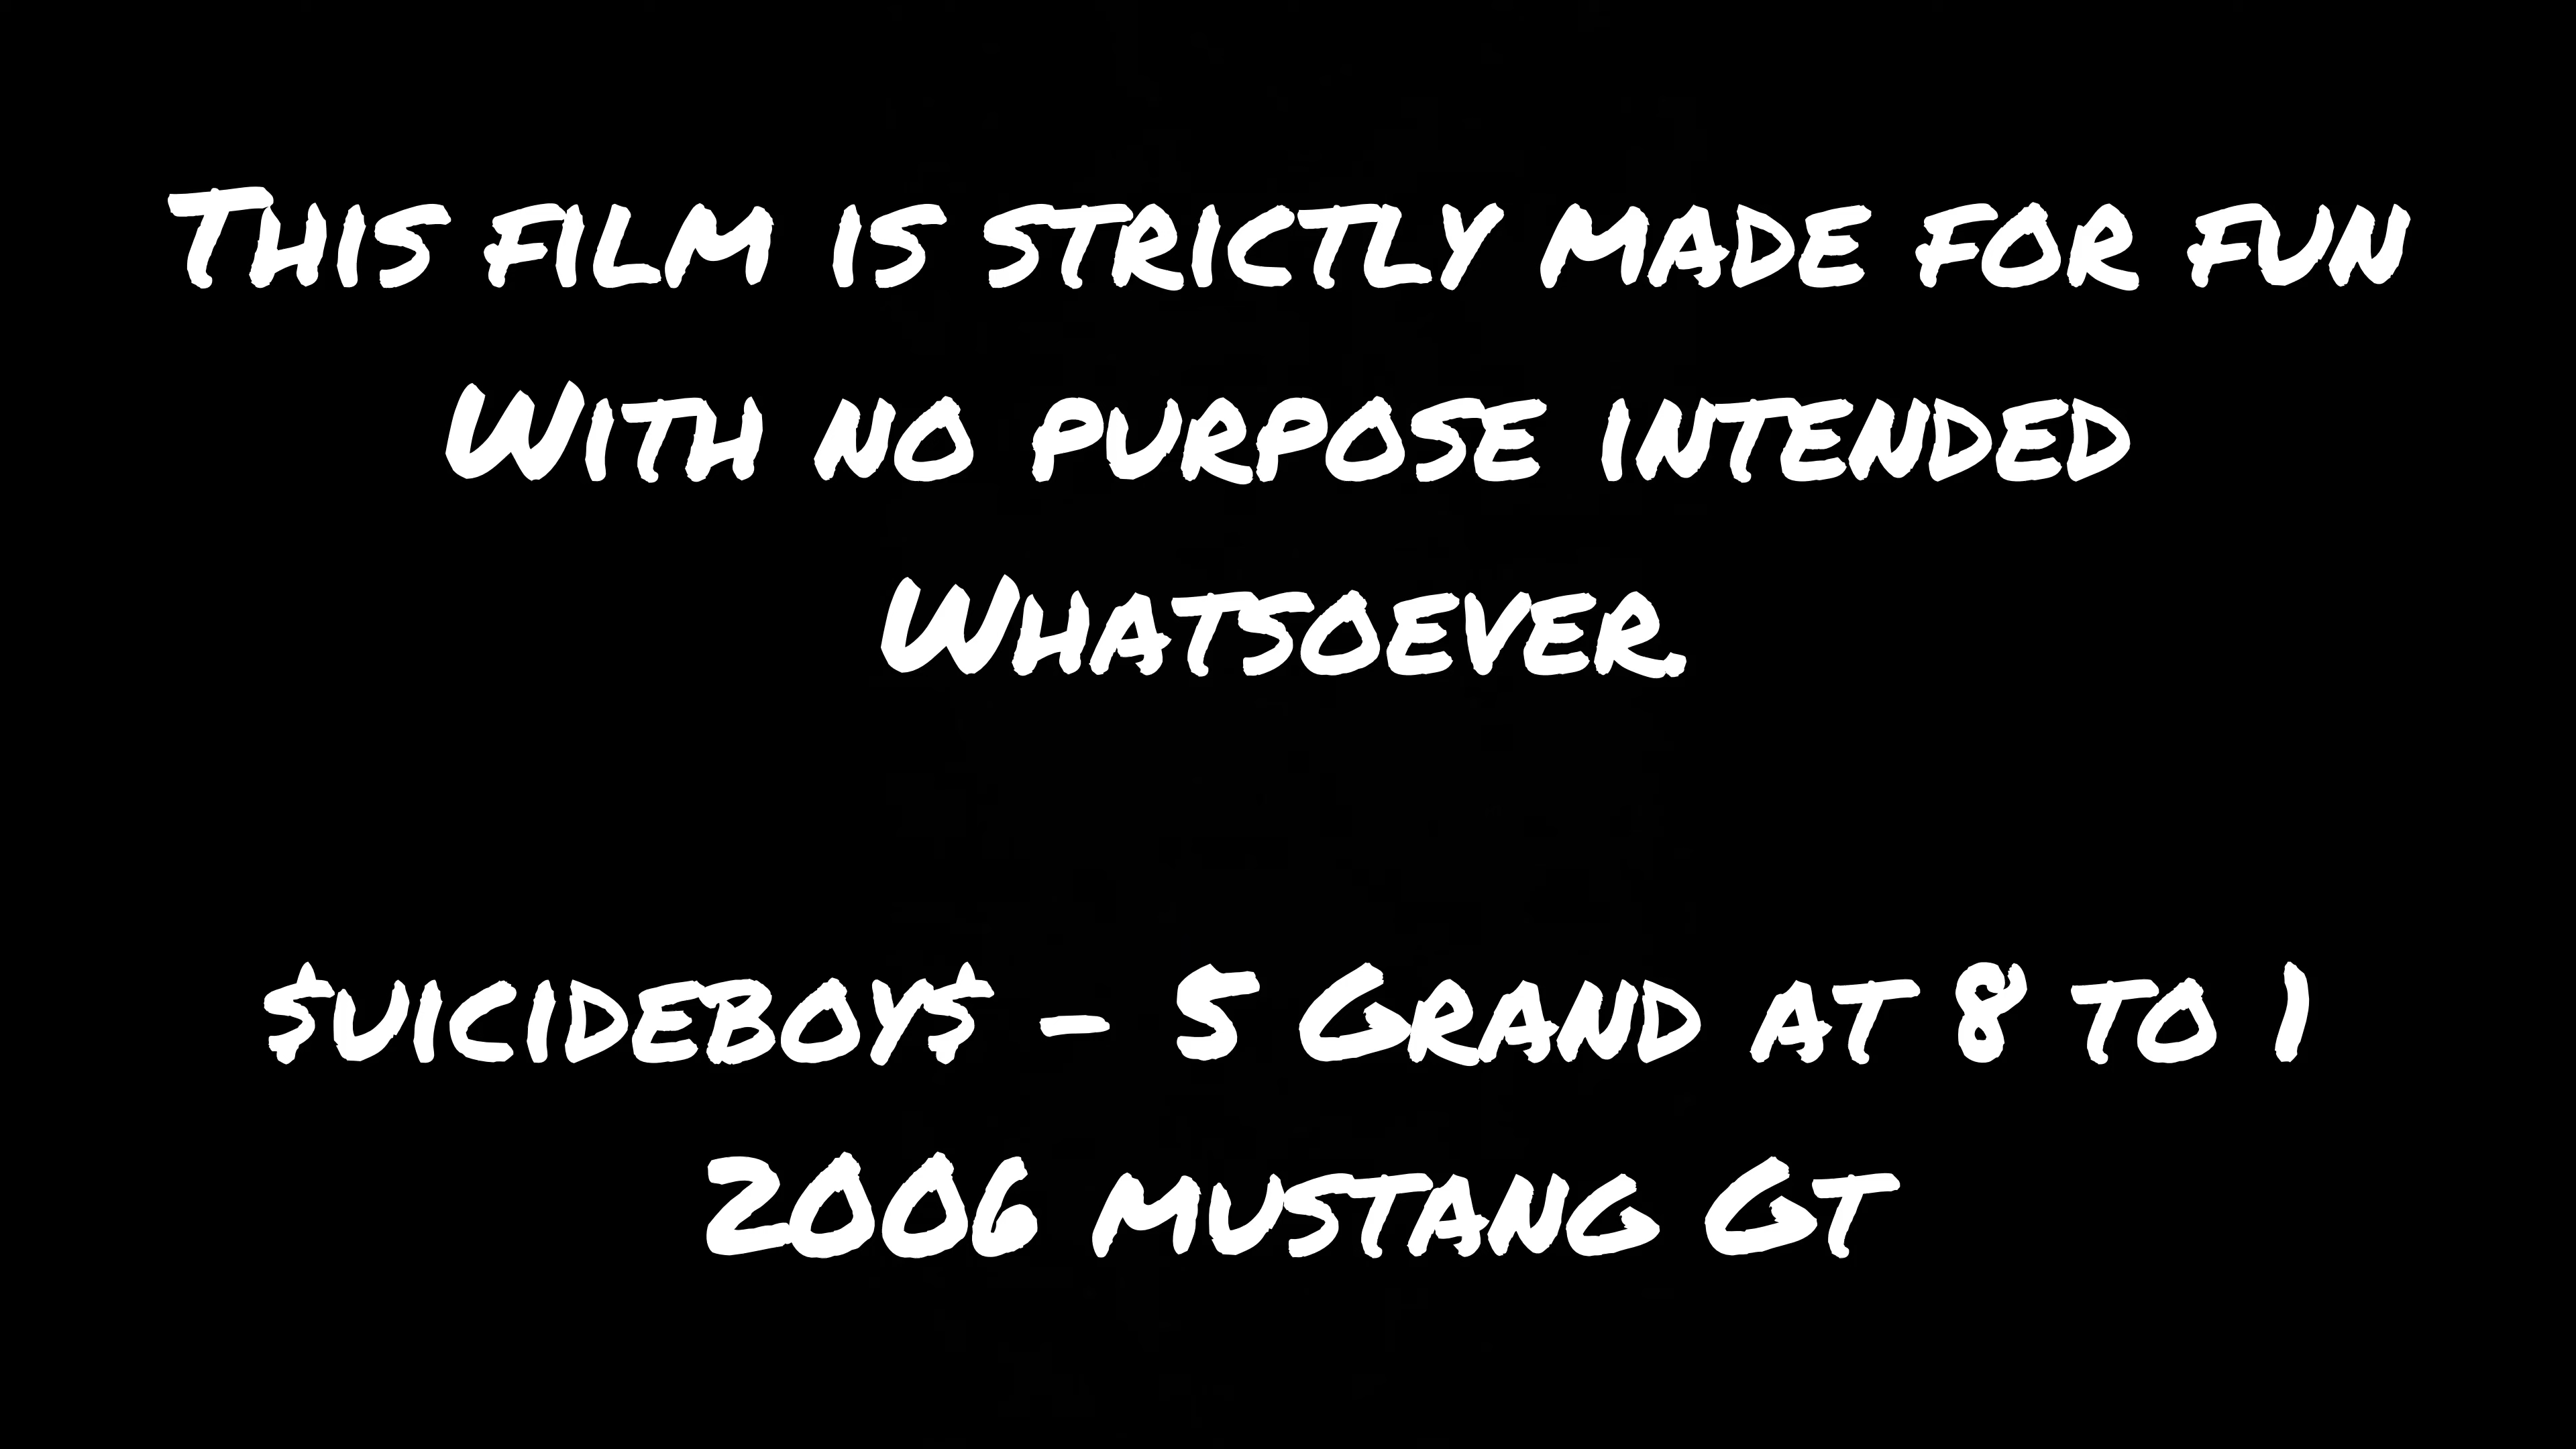 This film is strictly made for fun
With no purpose intended
Whatsoever.
$uicideboy$ - 5 Grand at 8 to 1
2006 mustang Gt